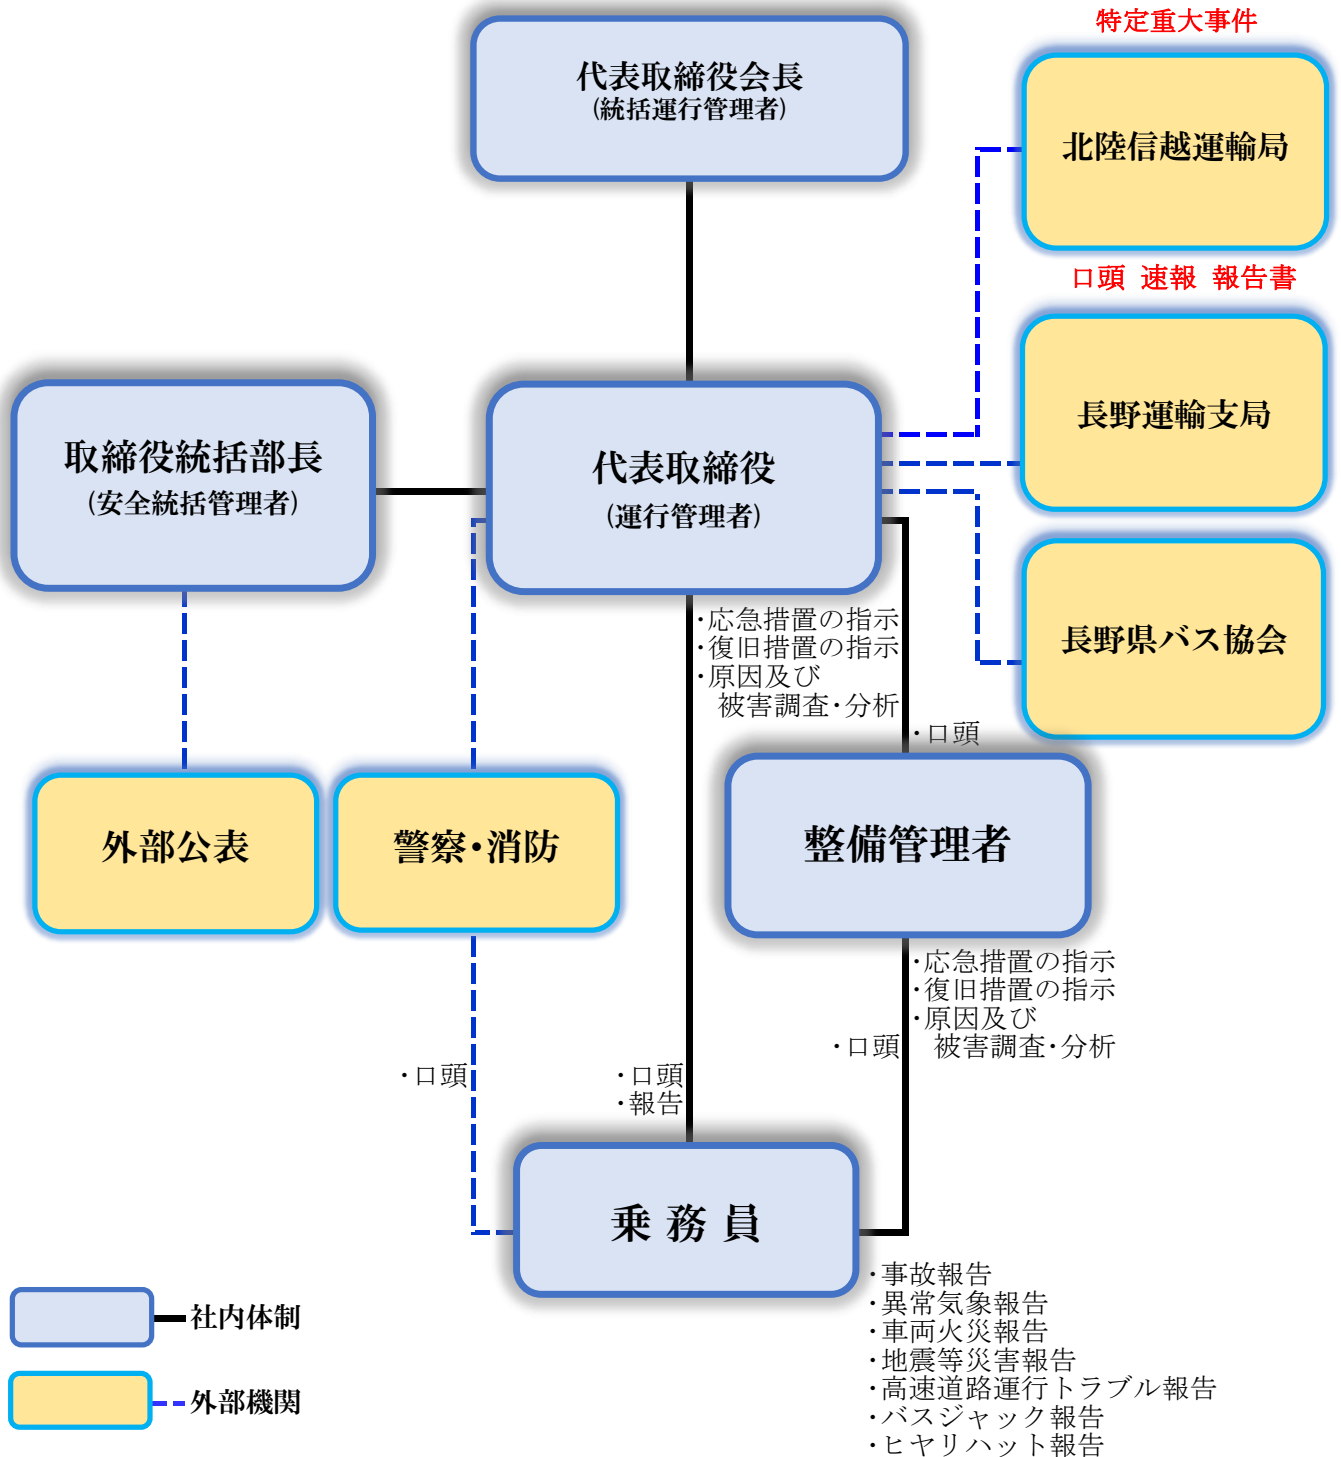 特定重大事件
代表取締役会長
(統括運行管理者)
北陸信越運輸局
口頭 速報 報告書
長野運輸支局
取締役統括部長
(安全統括管理者)
代表取締役
(運行管理者)
長野県バス協会
・応急措置の指示
・復旧措置の指示
・原因及び
被害調査・分析
・口頭
外部公表
警察・消防
整備管理者
・応急措置の指示
・復旧措置の指示
・原因及び
被害調査・分析
・口頭
・口頭
・口頭
・報告
乗務員
・事故報告
・異常気象報告
・車両火災報告
・地震等災害報告
・高速道路運行トラブル報告
・バスジャック報告
・ヒヤリハット報告
社内体制
外部機関